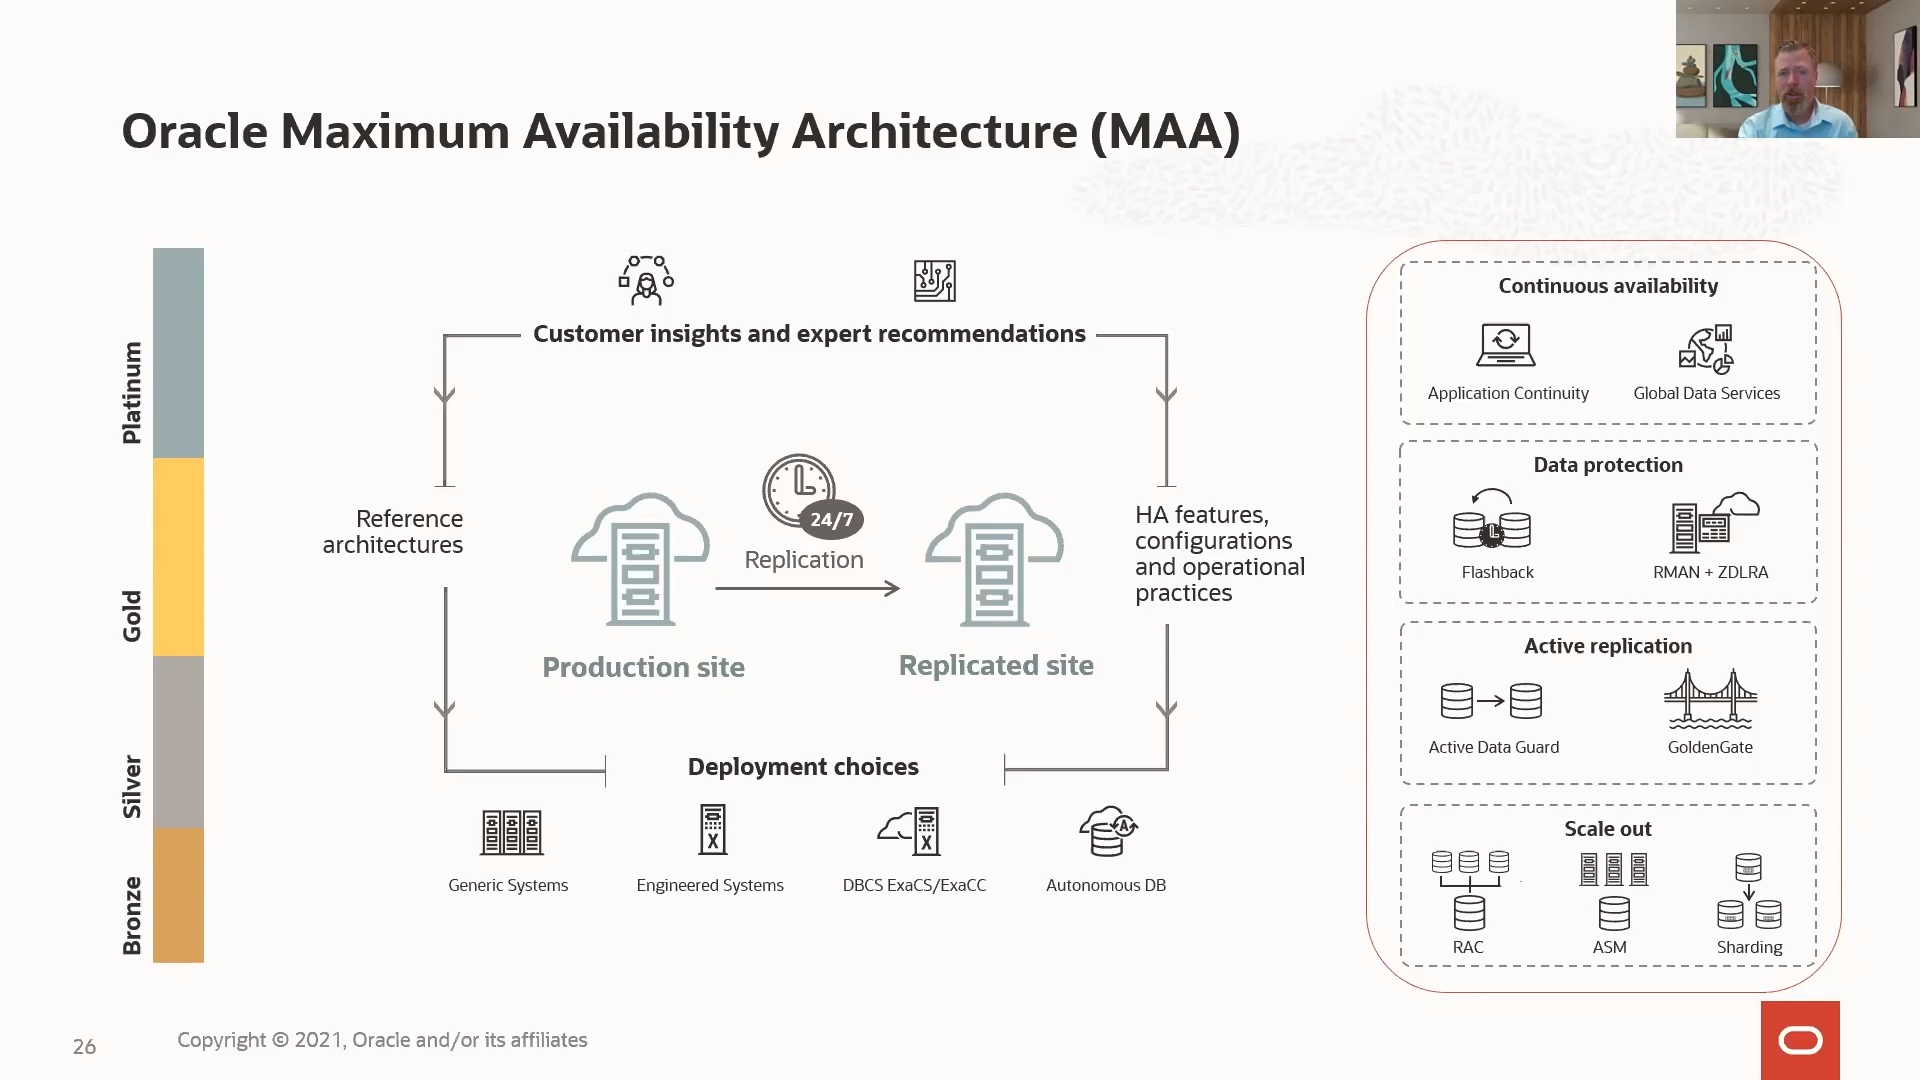 Oracle Maximum Availability Architecture (MAA)
Platinum
Gold
Silver
Bronze
Customer insights and expert recommendations
Reference
architectures
24/7
Replication
Production site
Replicated site
HA features,
configurations
and operational
practices
Deployment choices
X
X
A
Generic Systems
Engineered Systems
DBCS ExaCS/ExaCC
Autonomous DB
Continuous availability
Application Continuity
Global Data Services
Data protection
Flashback
RMAN + ZDLRA
Active replication
Active Data Guard
GoldenGate
Scale out
RAC
ASM
Sharding
26
Copyright © 2021, Oracle and/or its affiliates